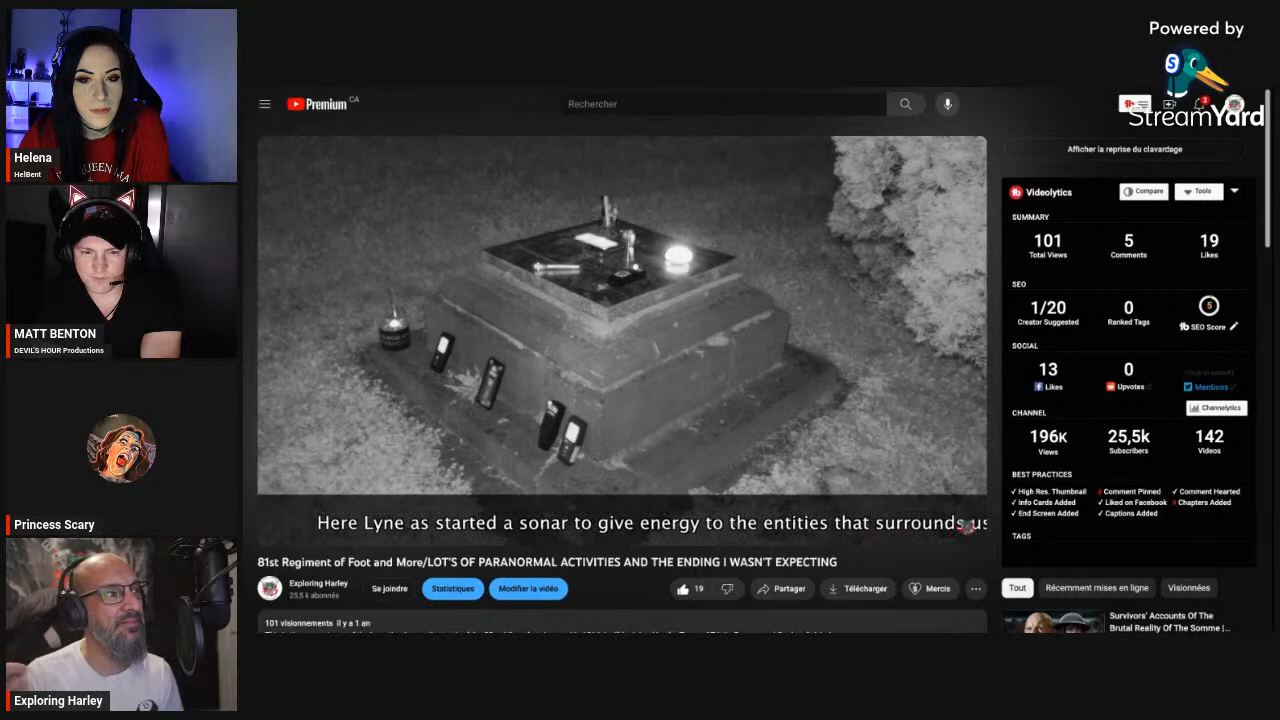 Powered by
StreamYard
Helena
HelBent
QUEEN MA
MATT BENTON
DEVIL'S HOUR Productions
Princess Scary
Exploring Harley
Premium CA
Rechercher
3
Here Lyne as started a sonar to give energy to the entities that surrounds us
81st Regiment of Foot and More/LOT'S OF PARANORMAL ACTIVITIES AND THE ENDING I WASN'T EXPECTING
Exploring Harley
25,5 k abonnés
Se joindre
Statistiques
Modifier la vidéo
19
Partager
Télécharger
Mercis
101 visionnements il y a 1 an
Afficher la reprise du clavardage
tb Videolytics
Compare
Tools
SUMMARY
101 5 19
Total Views Comments Likes
SEO
1/20 0 5
Creator Suggested Ranked Tags tb SEO Score
SOCIAL
13 0
Likes Upvotes Mentions
Channelytics
CHANNEL
196K 25,5k 142
Views Subscribers Videos
BEST PRACTICES
✓ High Res. Thumbnail Comment Pinned ✓ Comment Hearted
✓ Info Cards Added ✓ Liked on Facebook Chapters Added
✓ End Screen Added ✓ Captions Added
TAGS
Tout
Récemment mises en ligne
Visionnées
Survivors' Accounts Of The
Brutal Reality Of The Somme |...